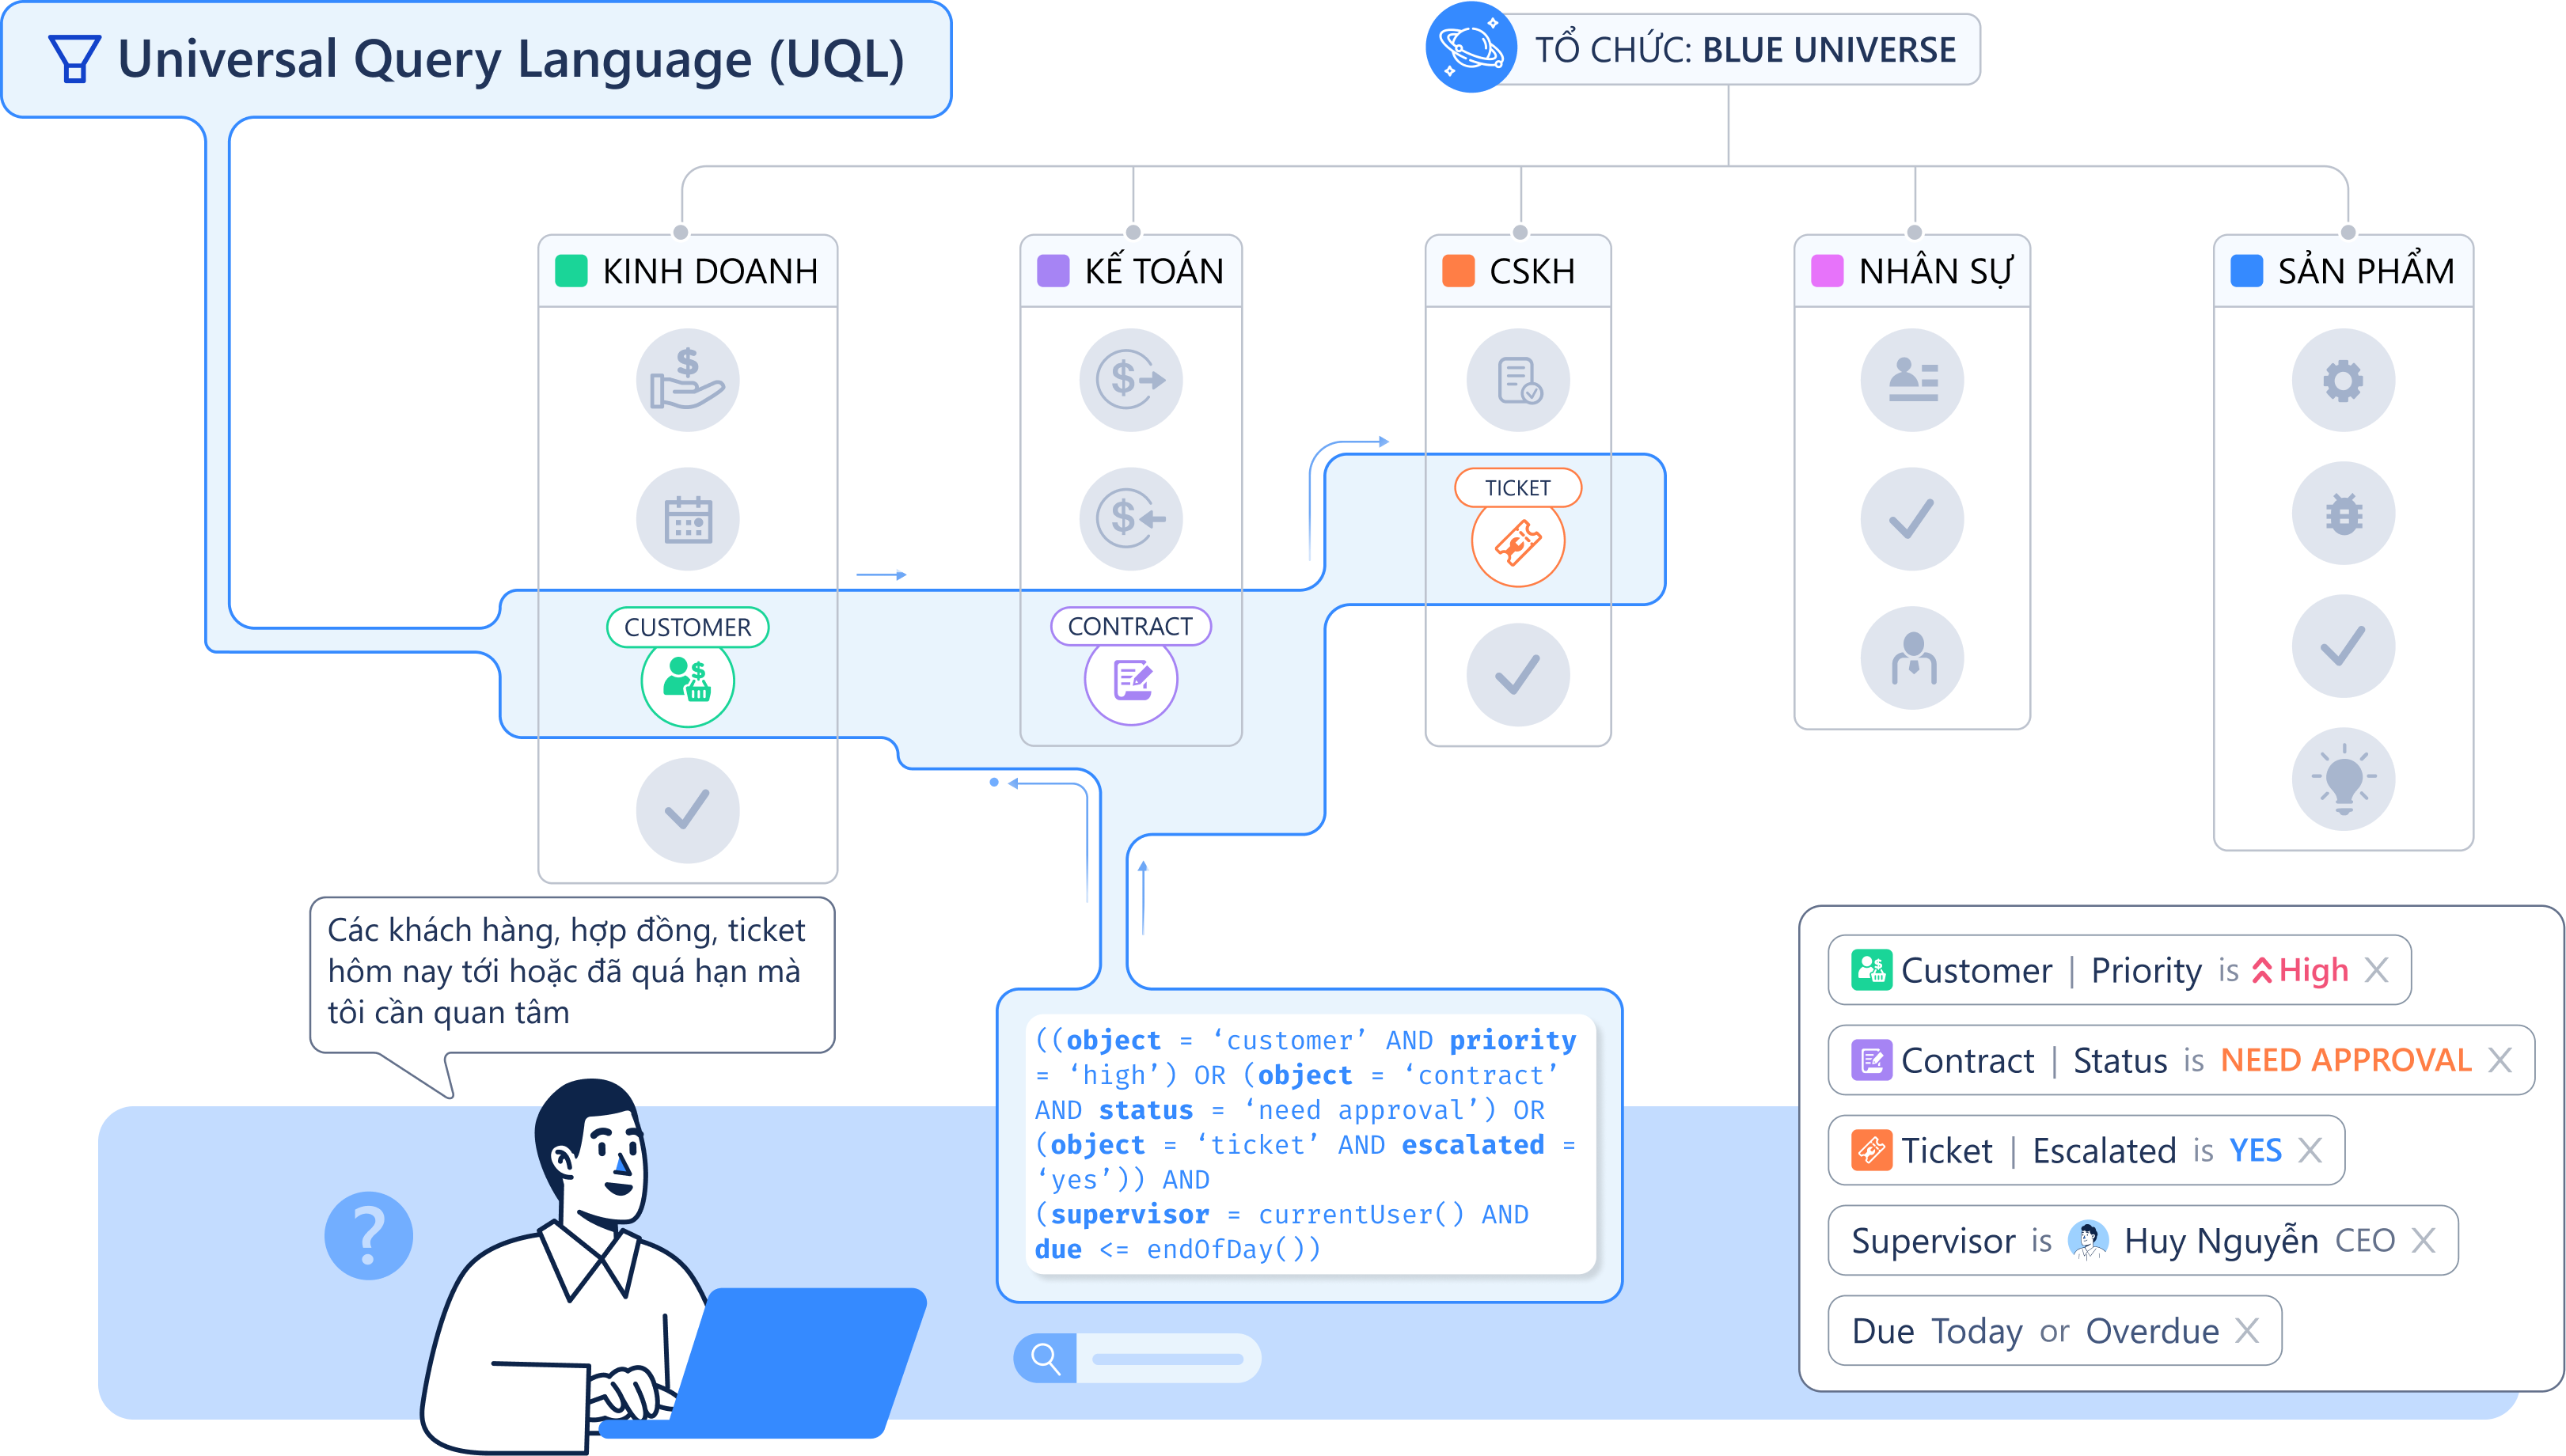 Universal Query Language (UQL)
TỔ CHỨC: BLUE UNIVERSE
KINH DOANH
KẾ TOÁN
CSKH
NHÂN SỰ
SẢN PHẨM
TICKET
CUSTOMER
CONTRACT
Các khách hàng, hợp đồng, ticket
hôm nay tới hoặc đã quá hạn mà
tôi cần quan tâm
((object = ‘customer’ AND priority
= ‘high’) OR (object = ‘contract’
AND status = ‘need approval’) OR
(object = ‘ticket’ AND escalated =
‘yes’)) AND
(supervisor = currentUser() AND
due <= endOfDay())
Customer | Priority is High X
Contract | Status is NEED APPROVAL X
Ticket | Escalated is YES X
Supervisor is Huy Nguyễn CEO X
Due Today or Overdue X
?